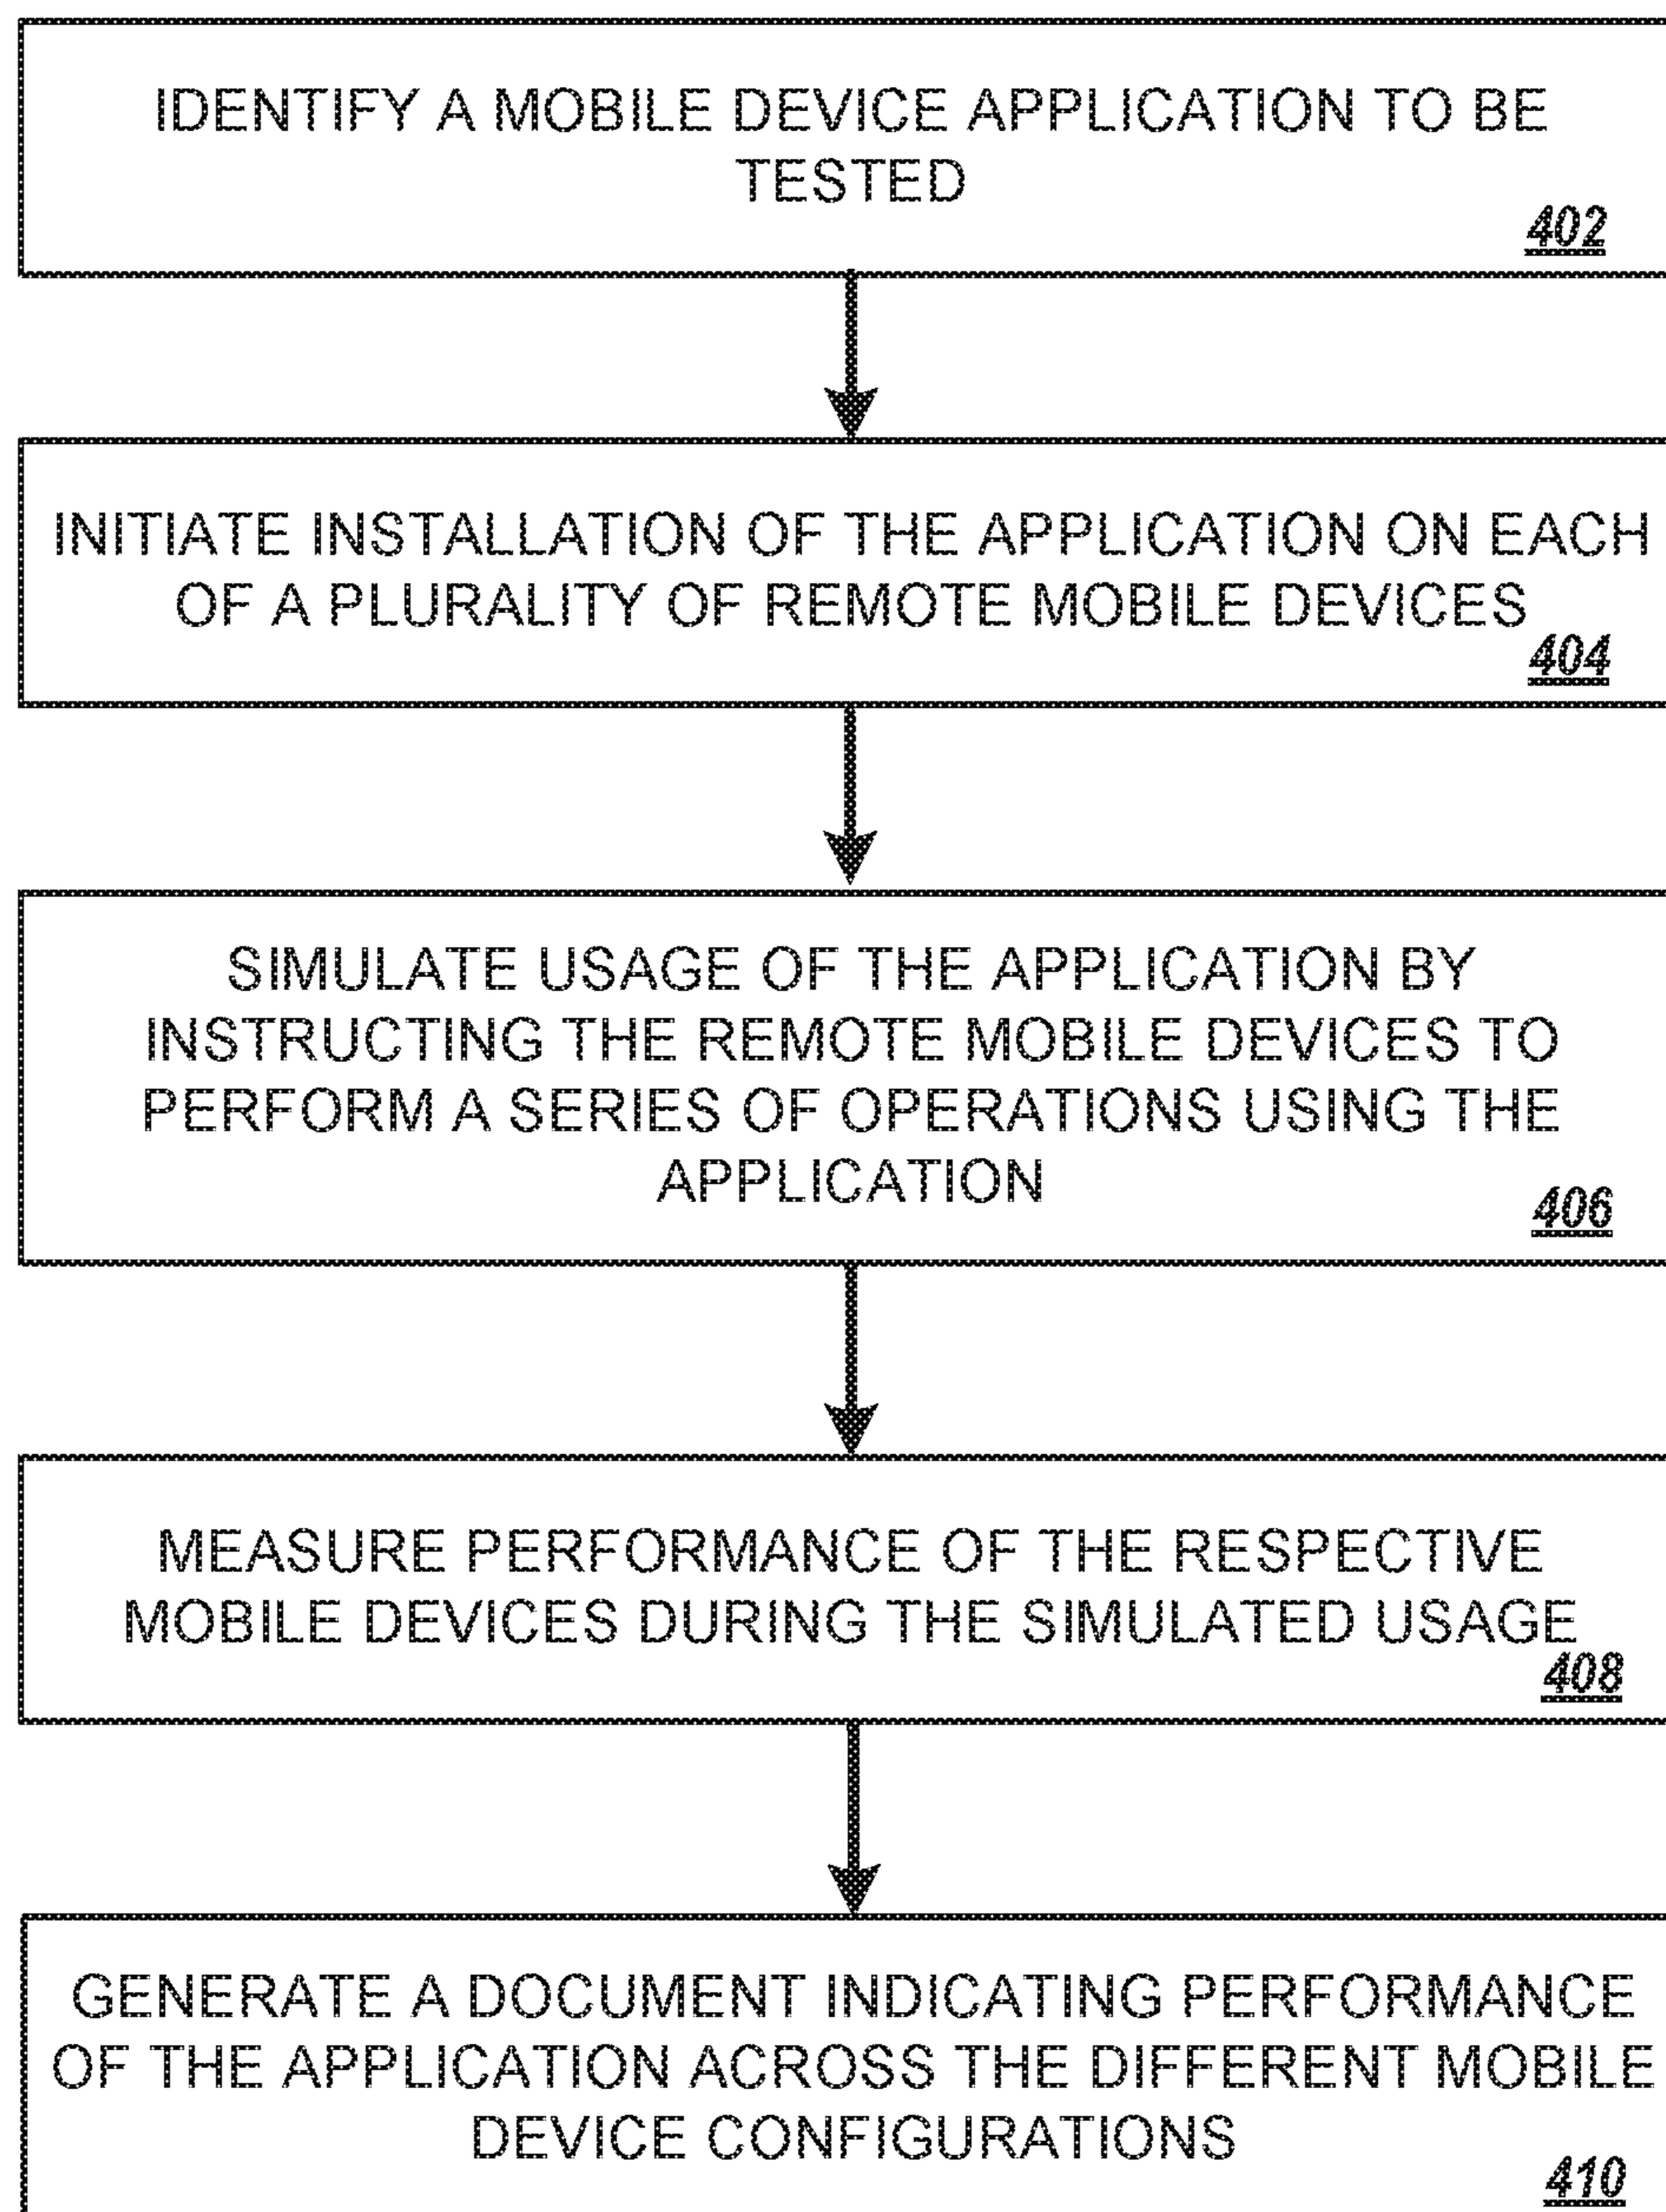 IDENTIFY A MOBILE DEVICE APPLICATION TO BE
TESTED
402
INITIATE INSTALLATION OF THE APPLICATION ON EACH
OF A PLURALITY OF REMOTE MOBILE DEVICES
404
SIMULATE USAGE OF THE APPLICATION BY
INSTRUCTING THE REMOTE MOBILE DEVICES TO
PERFORM A SERIES OF OPERATIONS USING THE
APPLICATION
406
MEASURE PERFORMANCE OF THE RESPECTIVE
MOBILE DEVICES DURING THE SIMULATED USAGE
408
GENERATE A DOCUMENT INDICATING PERFORMANCE
OF THE APPLICATION ACROSS THE DIFFERENT MOBILE
DEVICE CONFIGURATIONS
410